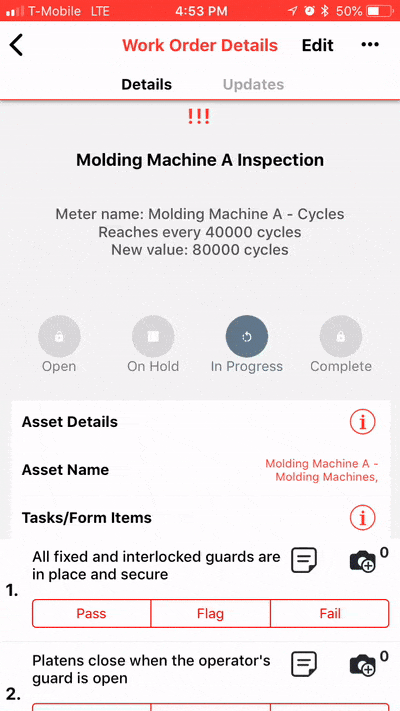 T-Mobile LTE 4:53 PM 50%
Work Order Details Edit
Details Updates
!!!
Molding Machine A Inspection
Meter name: Molding Machine A - Cycles
Reaches every 40000 cycles
New value: 80000 cycles
Open On Hold In Progress Complete
Asset Details
Asset Name Molding Machine A -
Molding Machines,
Tasks/Form Items
1. All fixed and interlocked guards are 0
in place and secure
Pass Flag Fail
2. Platens close when the operator's 0
guard is open